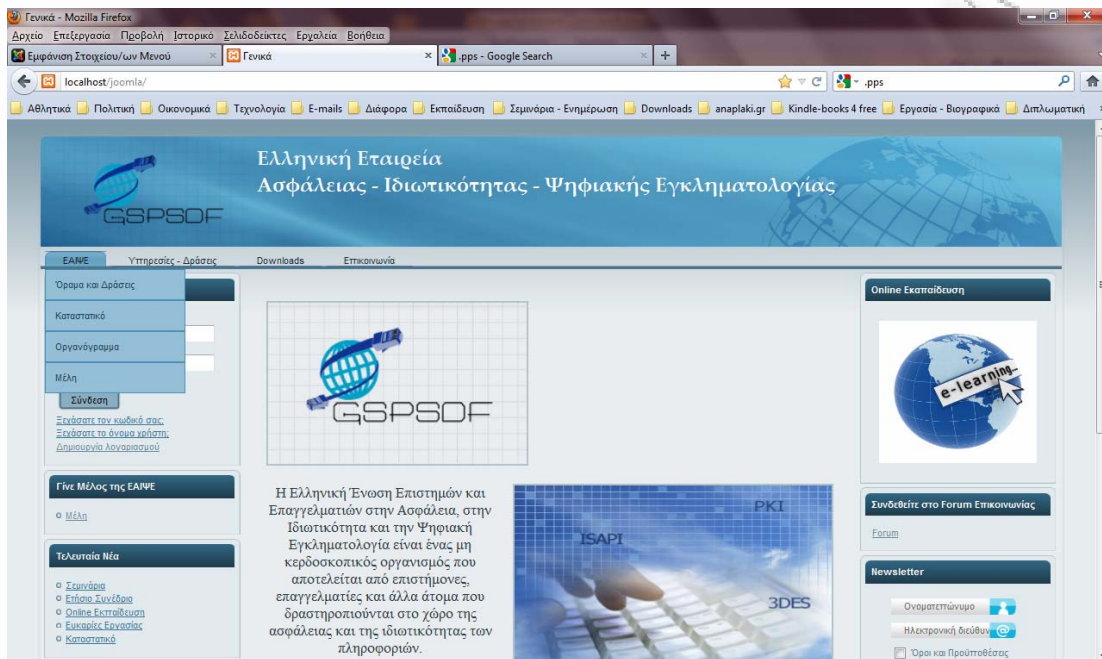 Γενικά - Mozilla Firefox
Αρχείο Επεξεργασία Προβολή Ιστορικό Σελιδοδείκτες Εργαλεία Βοήθεια
Εμφάνιση Στοιχείου/ων Μενού
Γενικά
.pps - Google Search
localhost/joomla/
.pps
Αθλητικά Πολιτική Οικονομικά Τεχνολογία E-mails Διάφορα Εκπαίδευση Σεμινάρια - Ενημέρωση Downloads anaplaki.gr Kindle-books 4 free Εργασία - Βιογραφικά Διπλωματική
GSPSDF
Ελληνική Εταιρεία
Ασφάλειας - Ιδιωτικότητας - Ψηφιακής Εγκληματολογίας
ΕΑΙΨΕ Υπηρεσίες - Δράσεις Downloads Επικοινωνία
Όραμα και Δράσεις
Καταστατικό
Οργανόγραμμα
Μέλη
Σύνδεση
Ξεχάσατε τον κωδικό σας;
Ξεχάσατε το όνομα χρήστη;
Δημιουργία λογαριασμού
Γίνε Μέλος της ΕΑΙΨΕ
Μέλη
Τελευταία Νέα
Σεμινάρια
Ετήσιο Συνέδριο
Online Εκπαίδευση
Ευκαρίες Εργασίας
Καταστατικό
GSPSDF
Η Ελληνική Ένωση Επιστημών και
Επαγγελματιών στην Ασφάλεια, στην
Ιδιωτικότητα και την Ψηφιακή
Εγκληματολογία είναι ένας μη
κερδοσκοπικός οργανισμός που
αποτελείται από επιστήμονες,
επαγγελματίες και άλλα άτομα που
δραστηροπιούνται στο χώρο της
ασφάλειας και της ιδιωτικότητας των
πληροφοριών.
PKI
ISAPI
3DES
Online Εκαπαίδευση
e-learning
Συνδεθείτε στο Forum Επικοινωνίας
Forum
Newsletter
Ονοματεπώνυμο
Ηλεκτρονική διεύθυν
Όροι και Προϋποθέσεις